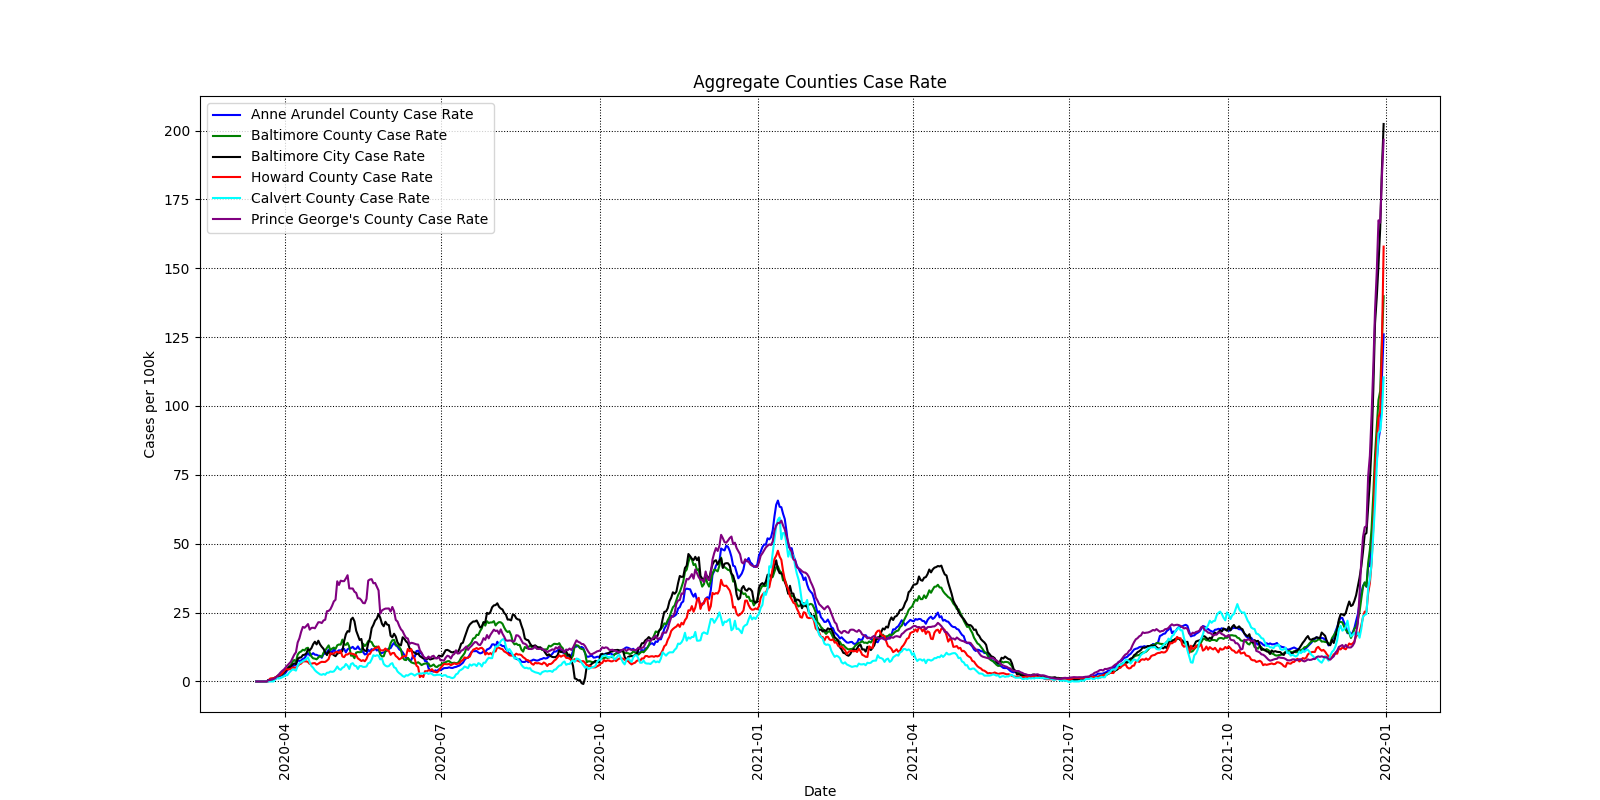 Aggregate Counties Case Rate
Anne Arundel County Case Rate
Baltimore County Case Rate
Baltimore City Case Rate
Howard County Case Rate
Calvert County Case Rate
Prince George's County Case Rate
Cases per 100k
200
175
150
125
100
75
50
25
0
2020-04
2020-07
2020-10
2021-01
2021-04
2021-07
2021-10
2022-01
Date